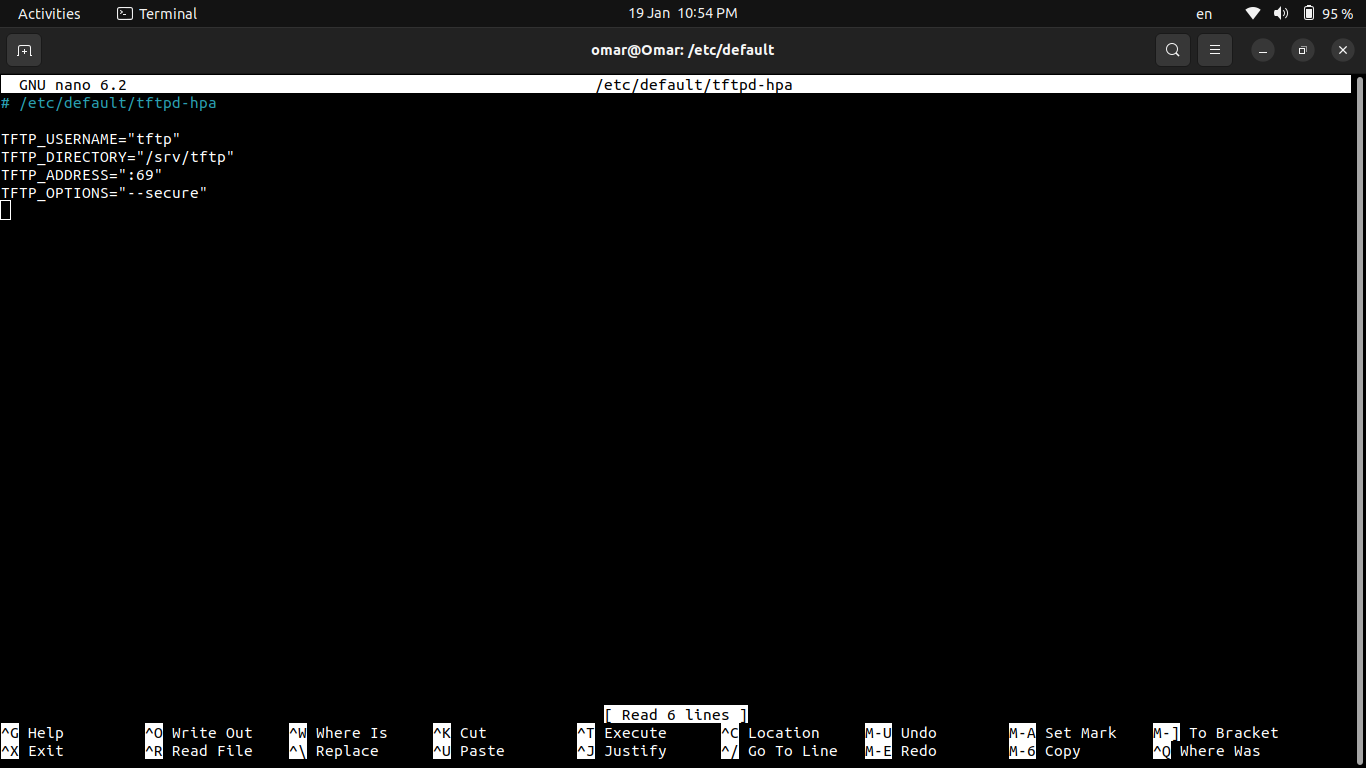 Activities Terminal 19 Jan 10:54 PM en 95 %
omar@Omar: /etc/default
GNU nano 6.2 /etc/default/tftpd-hpa
# /etc/default/tftpd-hpa
TFTP_USERNAME="tftp"
TFTP_DIRECTORY="/srv/tftp"
TFTP_ADDRESS=":69"
TFTP_OPTIONS="--secure"
[ Read 6 lines ]
^G Help ^O Write Out ^W Where Is ^K Cut ^T Execute ^C Location M-U Undo M-A Set Mark M-] To Bracket
^X Exit ^R Read File ^\ Replace ^U Paste ^J Justify ^/ Go To Line M-E Redo M-6 Copy ^Q Where Was